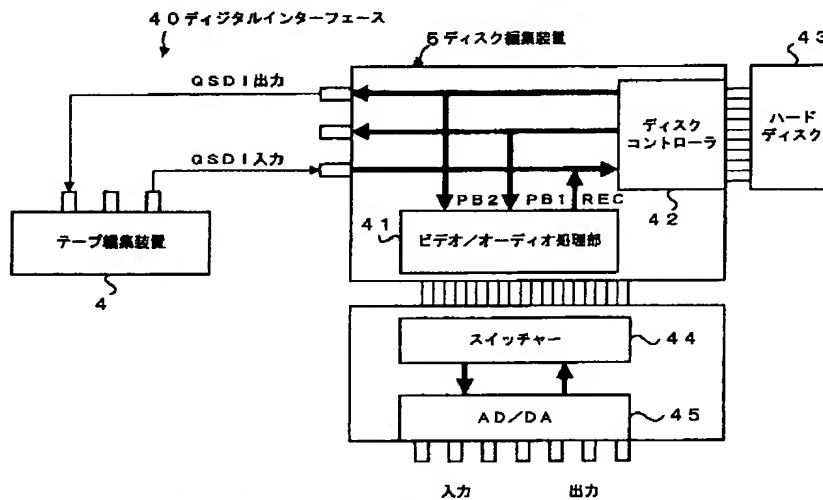 40ディジタルインターフェース
5ディスク編集装置
43
QSDI出力
ハード
ディスク
ディスク
コントローラ
QSDI入力
42
PB2 PB1 REC
41
ビデオ/オーディオ処理部
テープ編集装置
4
スイッチャー
44
AD/DA
45
入力 出力